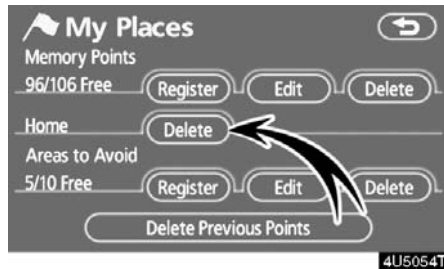 My Places
Memory Points
96/106 Free Register Edit Delete
Home Delete
Areas to Avoid
5/10 Free Register Edit Delete
Delete Previous Points
4U5054T